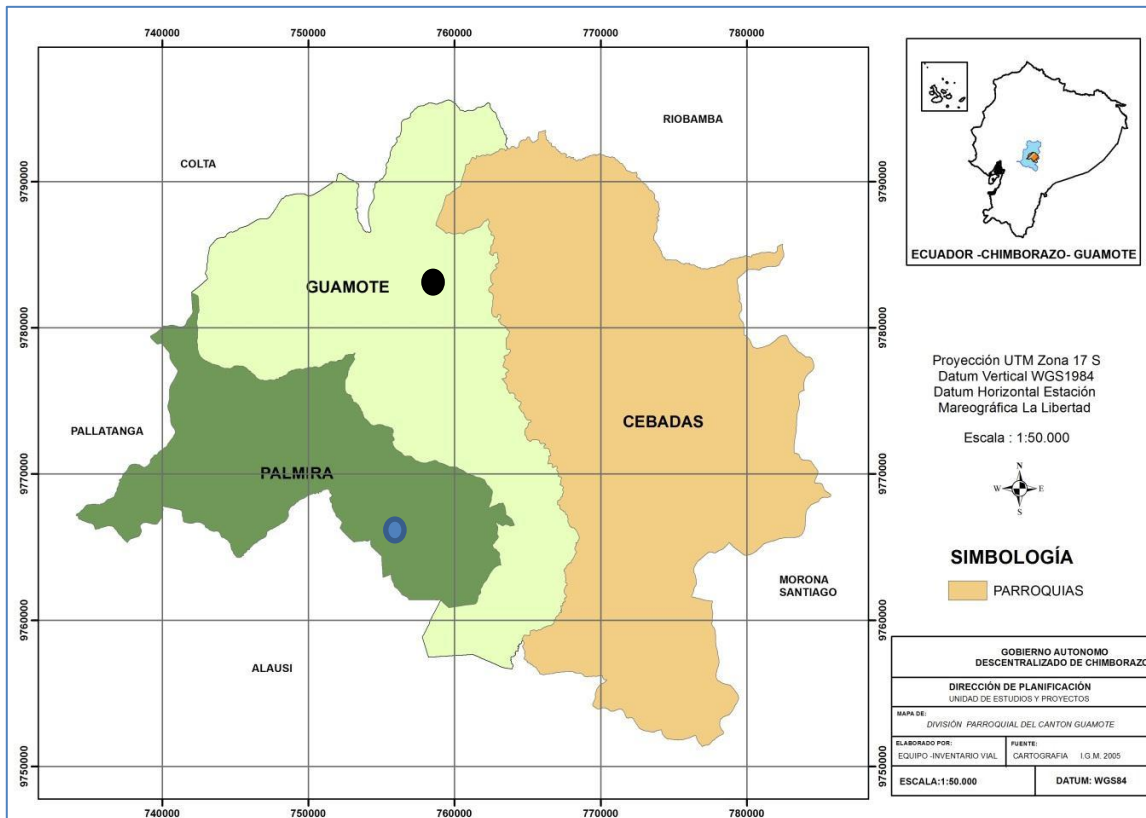 740000 750000 760000 770000 780000
RIOBAMBA
COLTA
9790000 9790000
ECUADOR -CHIMBORAZO- GUAMOTE
GUAMOTE
9780000 9780000
Proyección UTM Zona 17 S
Datum Vertical WGS1984
Datum Horizontal Estación
Mareográfica La Libertad
Escala : 1:50.000
PALLATANGA
CEBADAS
9770000 9770000
PALMIRA
N
W E
S
SIMBOLOGÍA
PARROQUIAS
MORONA
SANTIAGO
9760000 9760000
ALAUSI
GOBIERNO AUTONOMO
DESCENTRALIZADO DE CHIMBORAZO
DIRECCIÓN DE PLANIFICACIÓN
UNIDAD DE ESTUDIOS Y PROYECTOS
MAPA DE:
DIVISIÓN PARROQUIAL DEL CANTON GUAMOTE
ELABORADO POR:
EQUIPO -INVENTARIO VIAL
FUENTE:
CARTOGRAFIA I.G.M. 2005
9750000 9750000
ESCALA:1:50.000 DATUM: WGS84
740000 750000 760000 770000 780000